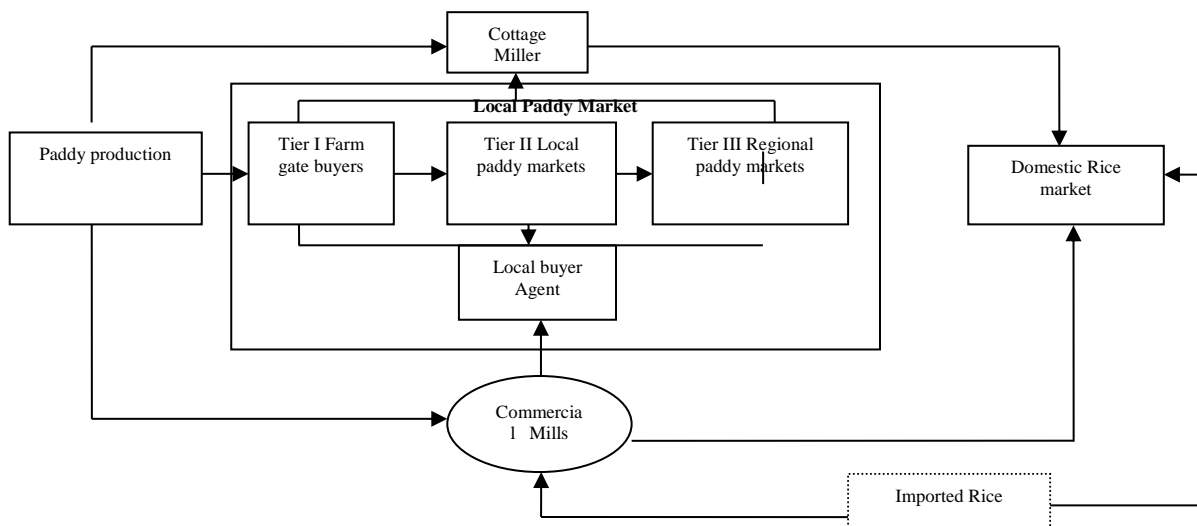 Cottage
Miller
Local Paddy Market
Paddy production
Tier I Farm
gate buyers
Tier II Local
paddy markets
Tier III Regional
paddy markets
Domestic Rice
market
Local buyer
Agent
Commercia
l Mills
Imported Rice